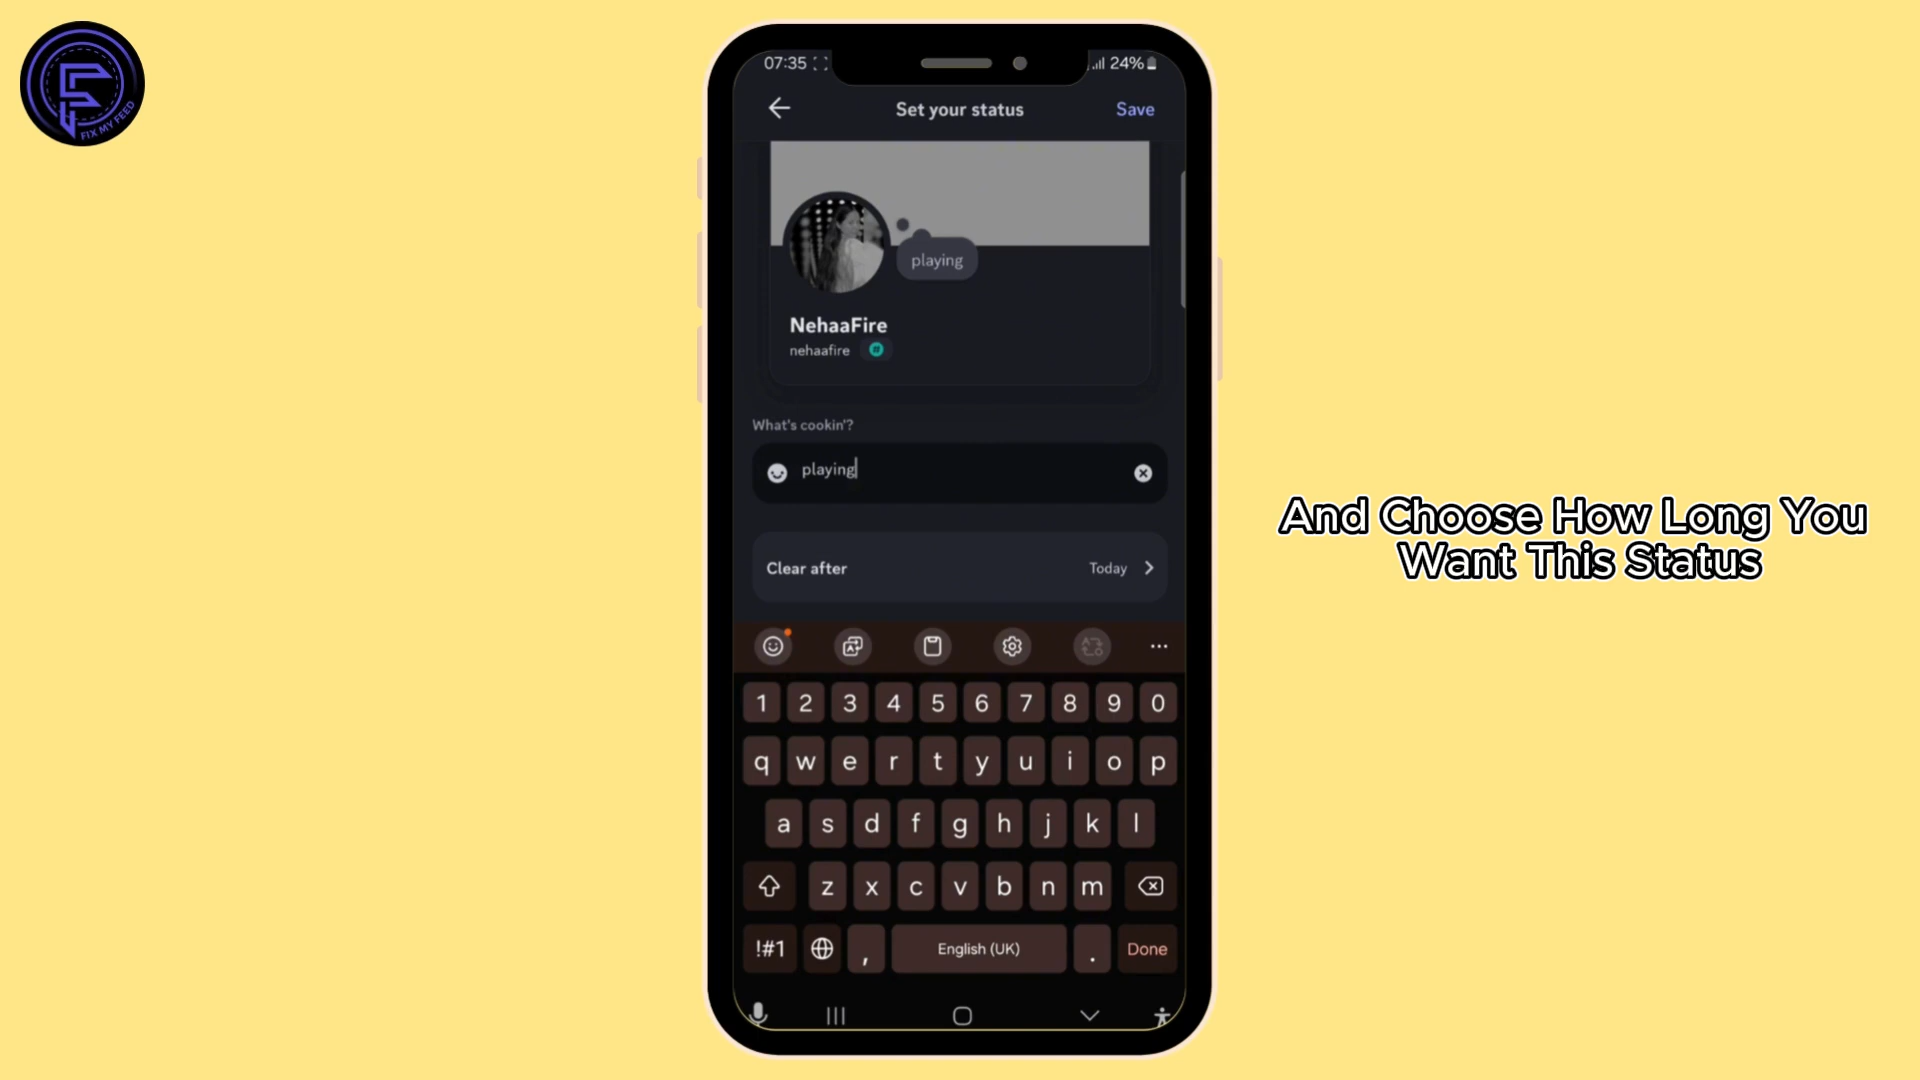 FIX MY FEED
07:35
24%
Set your status
Save
playing
NehaaFire
nehaafire
What's cookin'?
playing
Clear after
Today
And Choose How Long You
Want This Status
1 2 3 4 5 6 7 8 9 0
q w e r t y u i o p
a s d f g h j k l
z x c v b n m
!#1 , English (UK) . Done